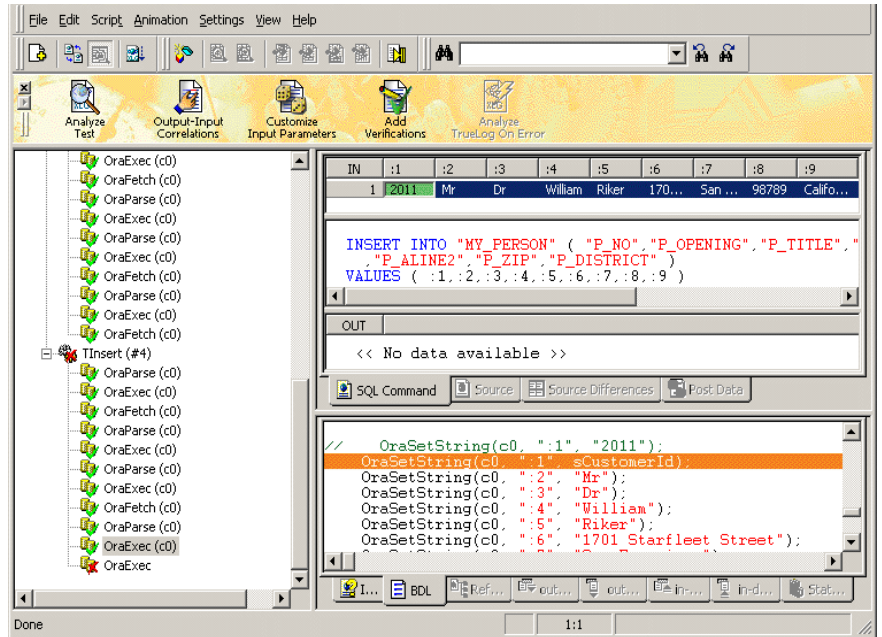 File Edit Script Animation Settings View Help
Analyze Test
Output-Input Correlations
Customize Input Parameters
Add Verifications
Analyze TrueLog On Error
OraExec (c0)
OraFetch (c0)
OraParse (c0)
OraExec (c0)
OraParse (c0)
OraExec (c0)
OraFetch (c0)
OraParse (c0)
OraExec (c0)
OraFetch (c0)
TInsert (#4)
OraParse (c0)
OraExec (c0)
OraFetch (c0)
OraParse (c0)
OraExec (c0)
OraParse (c0)
OraExec (c0)
OraFetch (c0)
OraParse (c0)
OraExec (c0)
OraExec
IN :1 :2 :3 :4 :5 :6 :7 :8 :9
1 2011 Mr Dr William Riker 170... San ... 98789 Califo...
INSERT INTO "MY_PERSON" ( "P_NO","P_OPENING","P_TITLE","
,"P_ALINE2","P_ZIP","P_DISTRICT" )
VALUES ( :1,:2,:3,:4,:5,:6,:7,:8,:9 )
OUT
<< No data available >>
SQL Command Source Source Differences Post Data
// OraSetString(c0, ":1", "2011");
OraSetString(c0, ":1", sCustomerId);
OraSetString(c0, ":2", "Mr");
OraSetString(c0, ":3", "Dr");
OraSetString(c0, ":4", "William");
OraSetString(c0, ":5", "Riker");
OraSetString(c0, ":6", "1701 Starfleet Street");
I... BDL Ref... out... out... in-... in-d... Stat...
Done 1:1